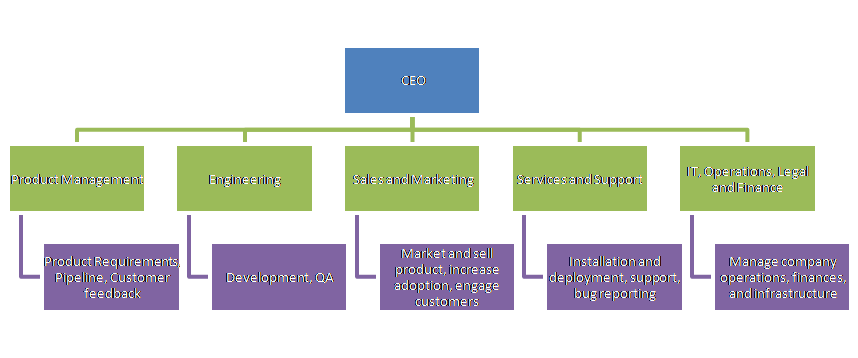 CEO
Product Management
Engineering
Sales and Marketing
Services and Support
IT, Operations, Legal
and Finance
Product Requirements,
Pipeline, Customer
feedback
Development, QA
Market and sell
product, increase
adoption, engage
customers
Installation and
deployment, support,
bug reporting
Manage company
operations, finances,
and infrastructure